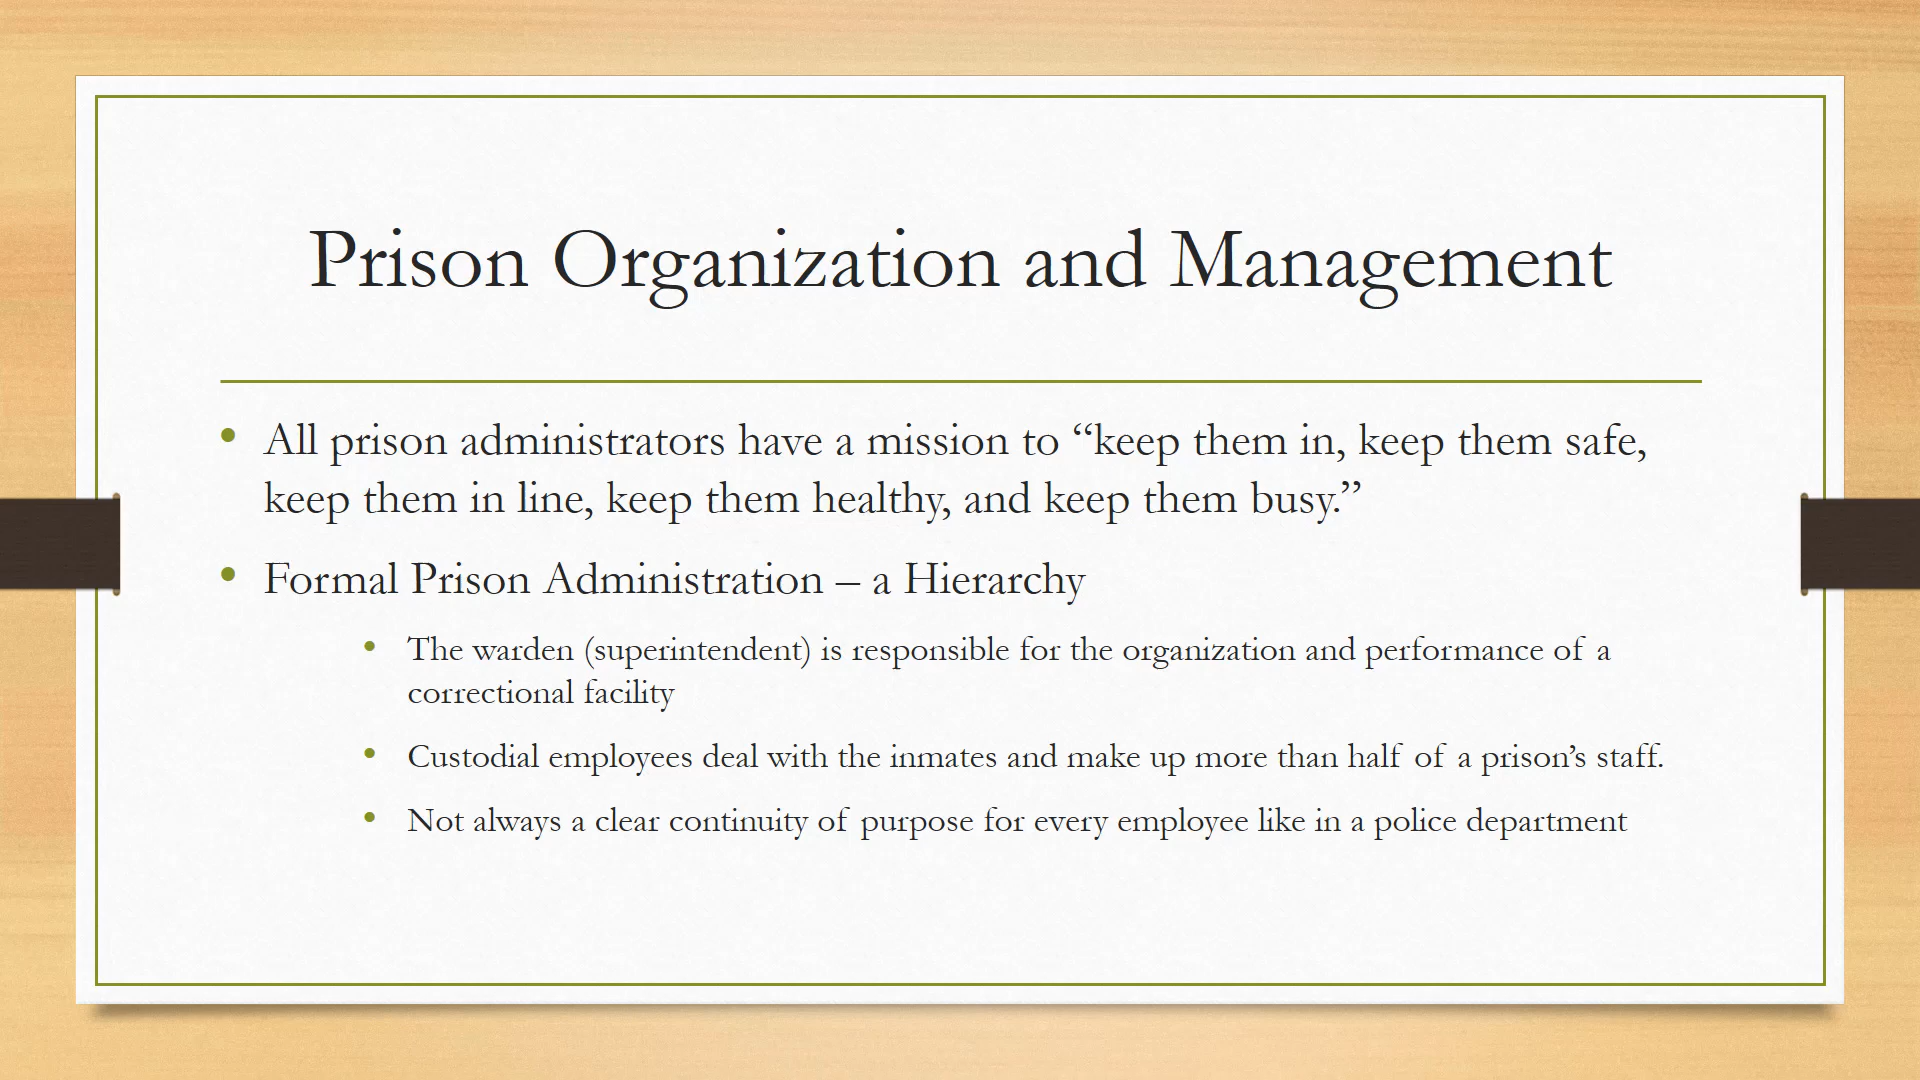 Prison Organization and Management
• All prison administrators have a mission to “keep them in, keep them safe,
keep them in line, keep them healthy, and keep them busy.”
• Formal Prison Administration – a Hierarchy
• The warden (superintendent) is responsible for the organization and performance of a
correctional facility
• Custodial employees deal with the inmates and make up more than half of a prison’s staff.
• Not always a clear continuity of purpose for every employee like in a police department